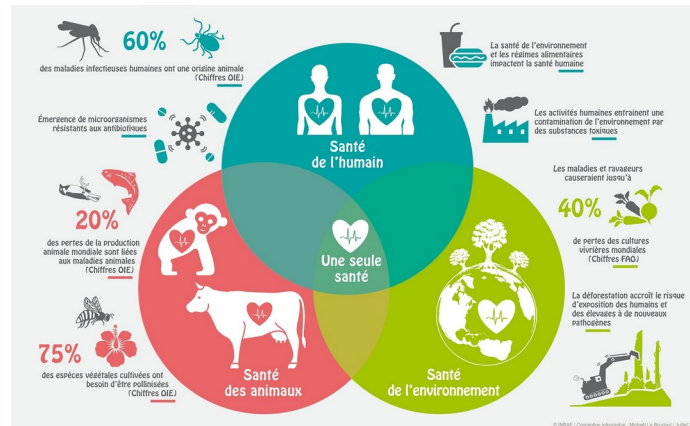 60%
des maladies infectieuses humaines ont une origine animale
(Chiffres OIE)
Émergence de microorganismes
résistants aux antibiotiques
20%
des pertes de la production
animale mondiale sont liées
aux maladies animales
(Chiffres OIE)
75%
des espèces végétales cultivées ont
besoin d'être pollinisées
(Chiffres OIE)
Santé
de l'humain
Une seule
santé
Santé
des animaux
Santé
de l'environnement
La santé de l'environnement
et les régimes alimentaires
impactent la santé humaine
Les activités humaines entrainent une
contamination de l'environnement par
des substances toxiques
Les maladies et ravageurs
causeraient jusqu'à
40%
de pertes des cultures
vivrières mondiales
(Chiffres FAO)
La déforestation accroît le risque
d'exposition des humains et
des élevages à de nouveaux
pathogènes